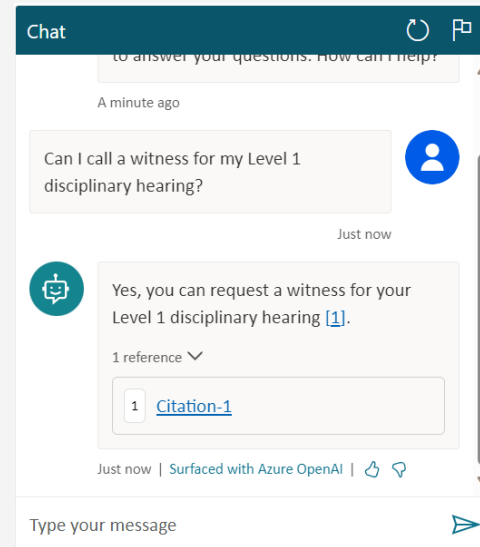 Chat
to answer your questions. How can I help?
A minute ago
Can I call a witness for my Level 1
disciplinary hearing?
Just now
Yes, you can request a witness for your
Level 1 disciplinary hearing [1].
1 reference
1 Citation-1
Just now | Surfaced with Azure OpenAI |
Type your message